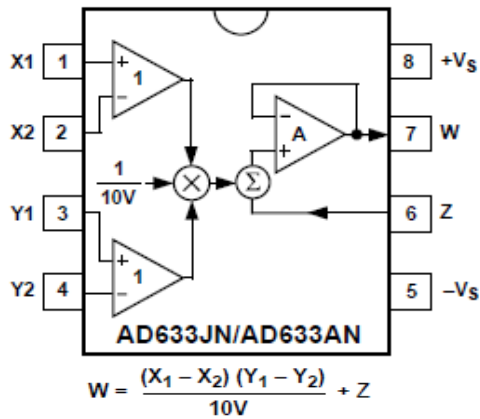 X1 1 + 1 8 +VS
X2 2 − − A + 7 W
1/10V × Σ
Y1 3 + 1 6 Z
Y2 4 − 5 −VS
AD633JN/AD633AN
W = (X1 – X2) (Y1 – Y2) / 10V + Z